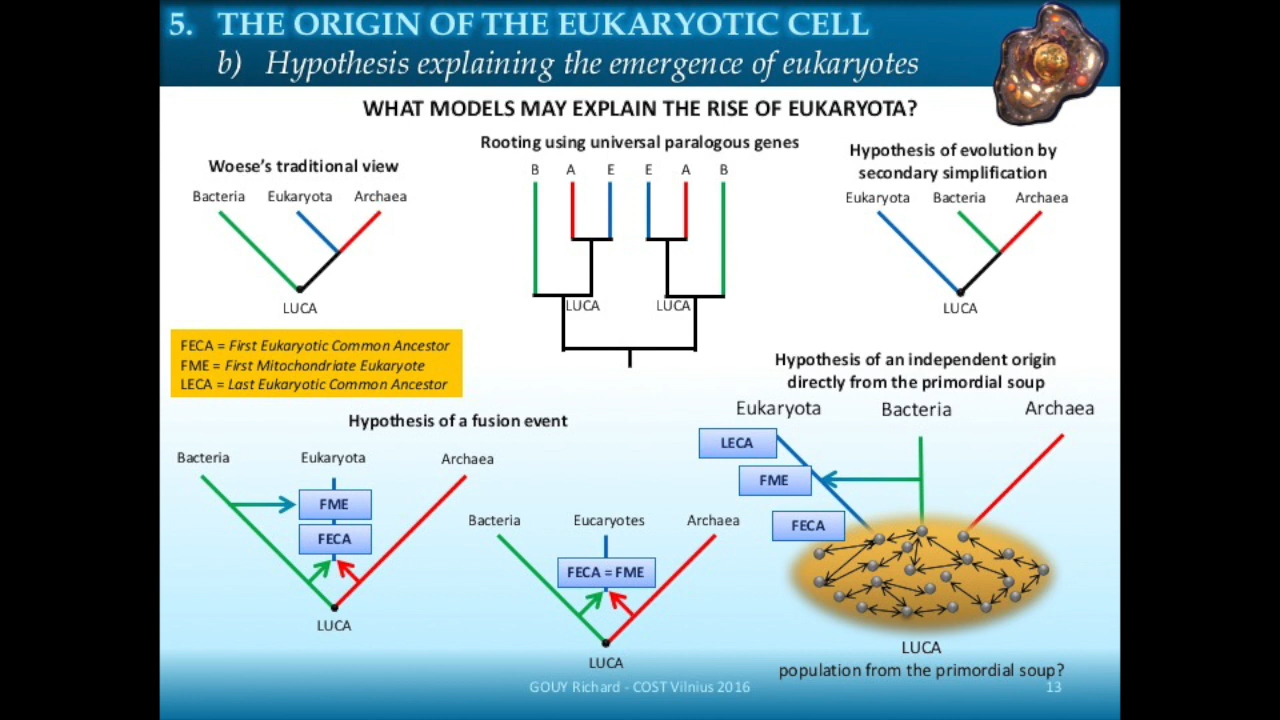 5. THE ORIGIN OF THE EUKARYOTIC CELL
b) Hypothesis explaining the emergence of eukaryotes
WHAT MODELS MAY EXPLAIN THE RISE OF EUKARYOTA?
Woese's traditional view
Bacteria Eukaryota Archaea
LUCA
Rooting using universal paralogous genes
B A E E A B
LUCA LUCA
Hypothesis of evolution by
secondary simplification
Eukaryota Bacteria Archaea
LUCA
FECA = First Eukaryotic Common Ancestor
FME = First Mitochondriate Eukaryote
LECA = Last Eukaryotic Common Ancestor
Hypothesis of a fusion event
Bacteria Eukaryota Archaea
FME
FECA
LUCA
Bacteria Eucaryotes Archaea
FECA = FME
LUCA
Hypothesis of an independent origin
directly from the primordial soup
Eukaryota Bacteria Archaea
LECA
FME
FECA
LUCA
population from the primordial soup?
GOUY Richard - COST Vilnius 2016
13